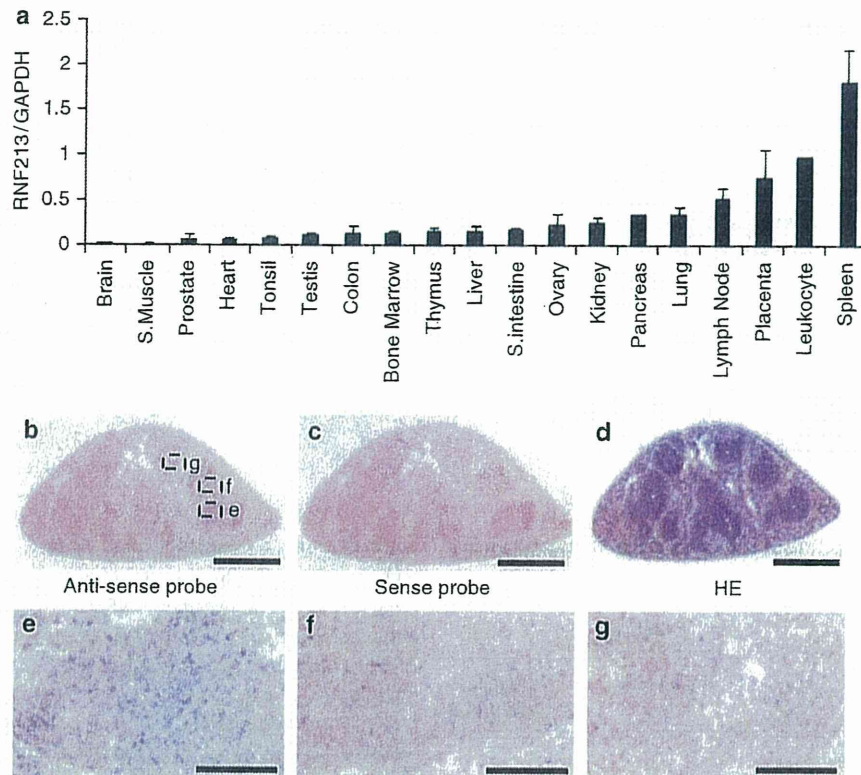 a
RNF213/GAPDH
2.5
2
1.5
1
0.5
0
Brain
S.Muscle
Prostate
Heart
Tonsil
Testis
Colon
Bone Marrow
Thymus
Liver
S.intestine
Ovary
Kidney
Pancreas
Lung
Lymph Node
Placenta
Leukocyte
Spleen
b
g
f
e
c
d
Anti-sense probe
Sense probe
HE
e
f
g